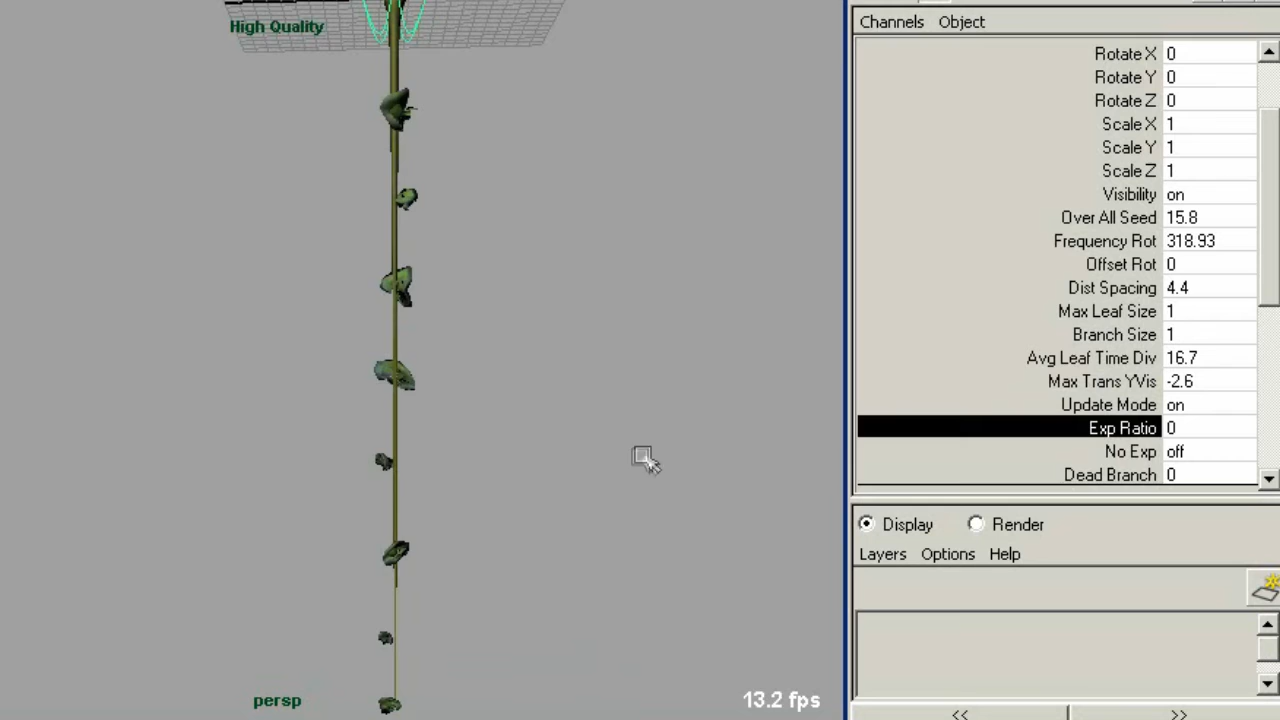 High Quality
persp
13.2 fps
Channels Object
Rotate X 0
Rotate Y 0
Rotate Z 0
Scale X 1
Scale Y 1
Scale Z 1
Visibility on
Over All Seed 15.8
Frequency Rot 318.93
Offset Rot 0
Dist Spacing 4.4
Max Leaf Size 1
Branch Size 1
Avg Leaf Time Div 16.7
Max Trans YVis -2.6
Update Mode on
Exp Ratio 0
No Exp off
Dead Branch 0
Display Render
Layers Options Help
<< >>